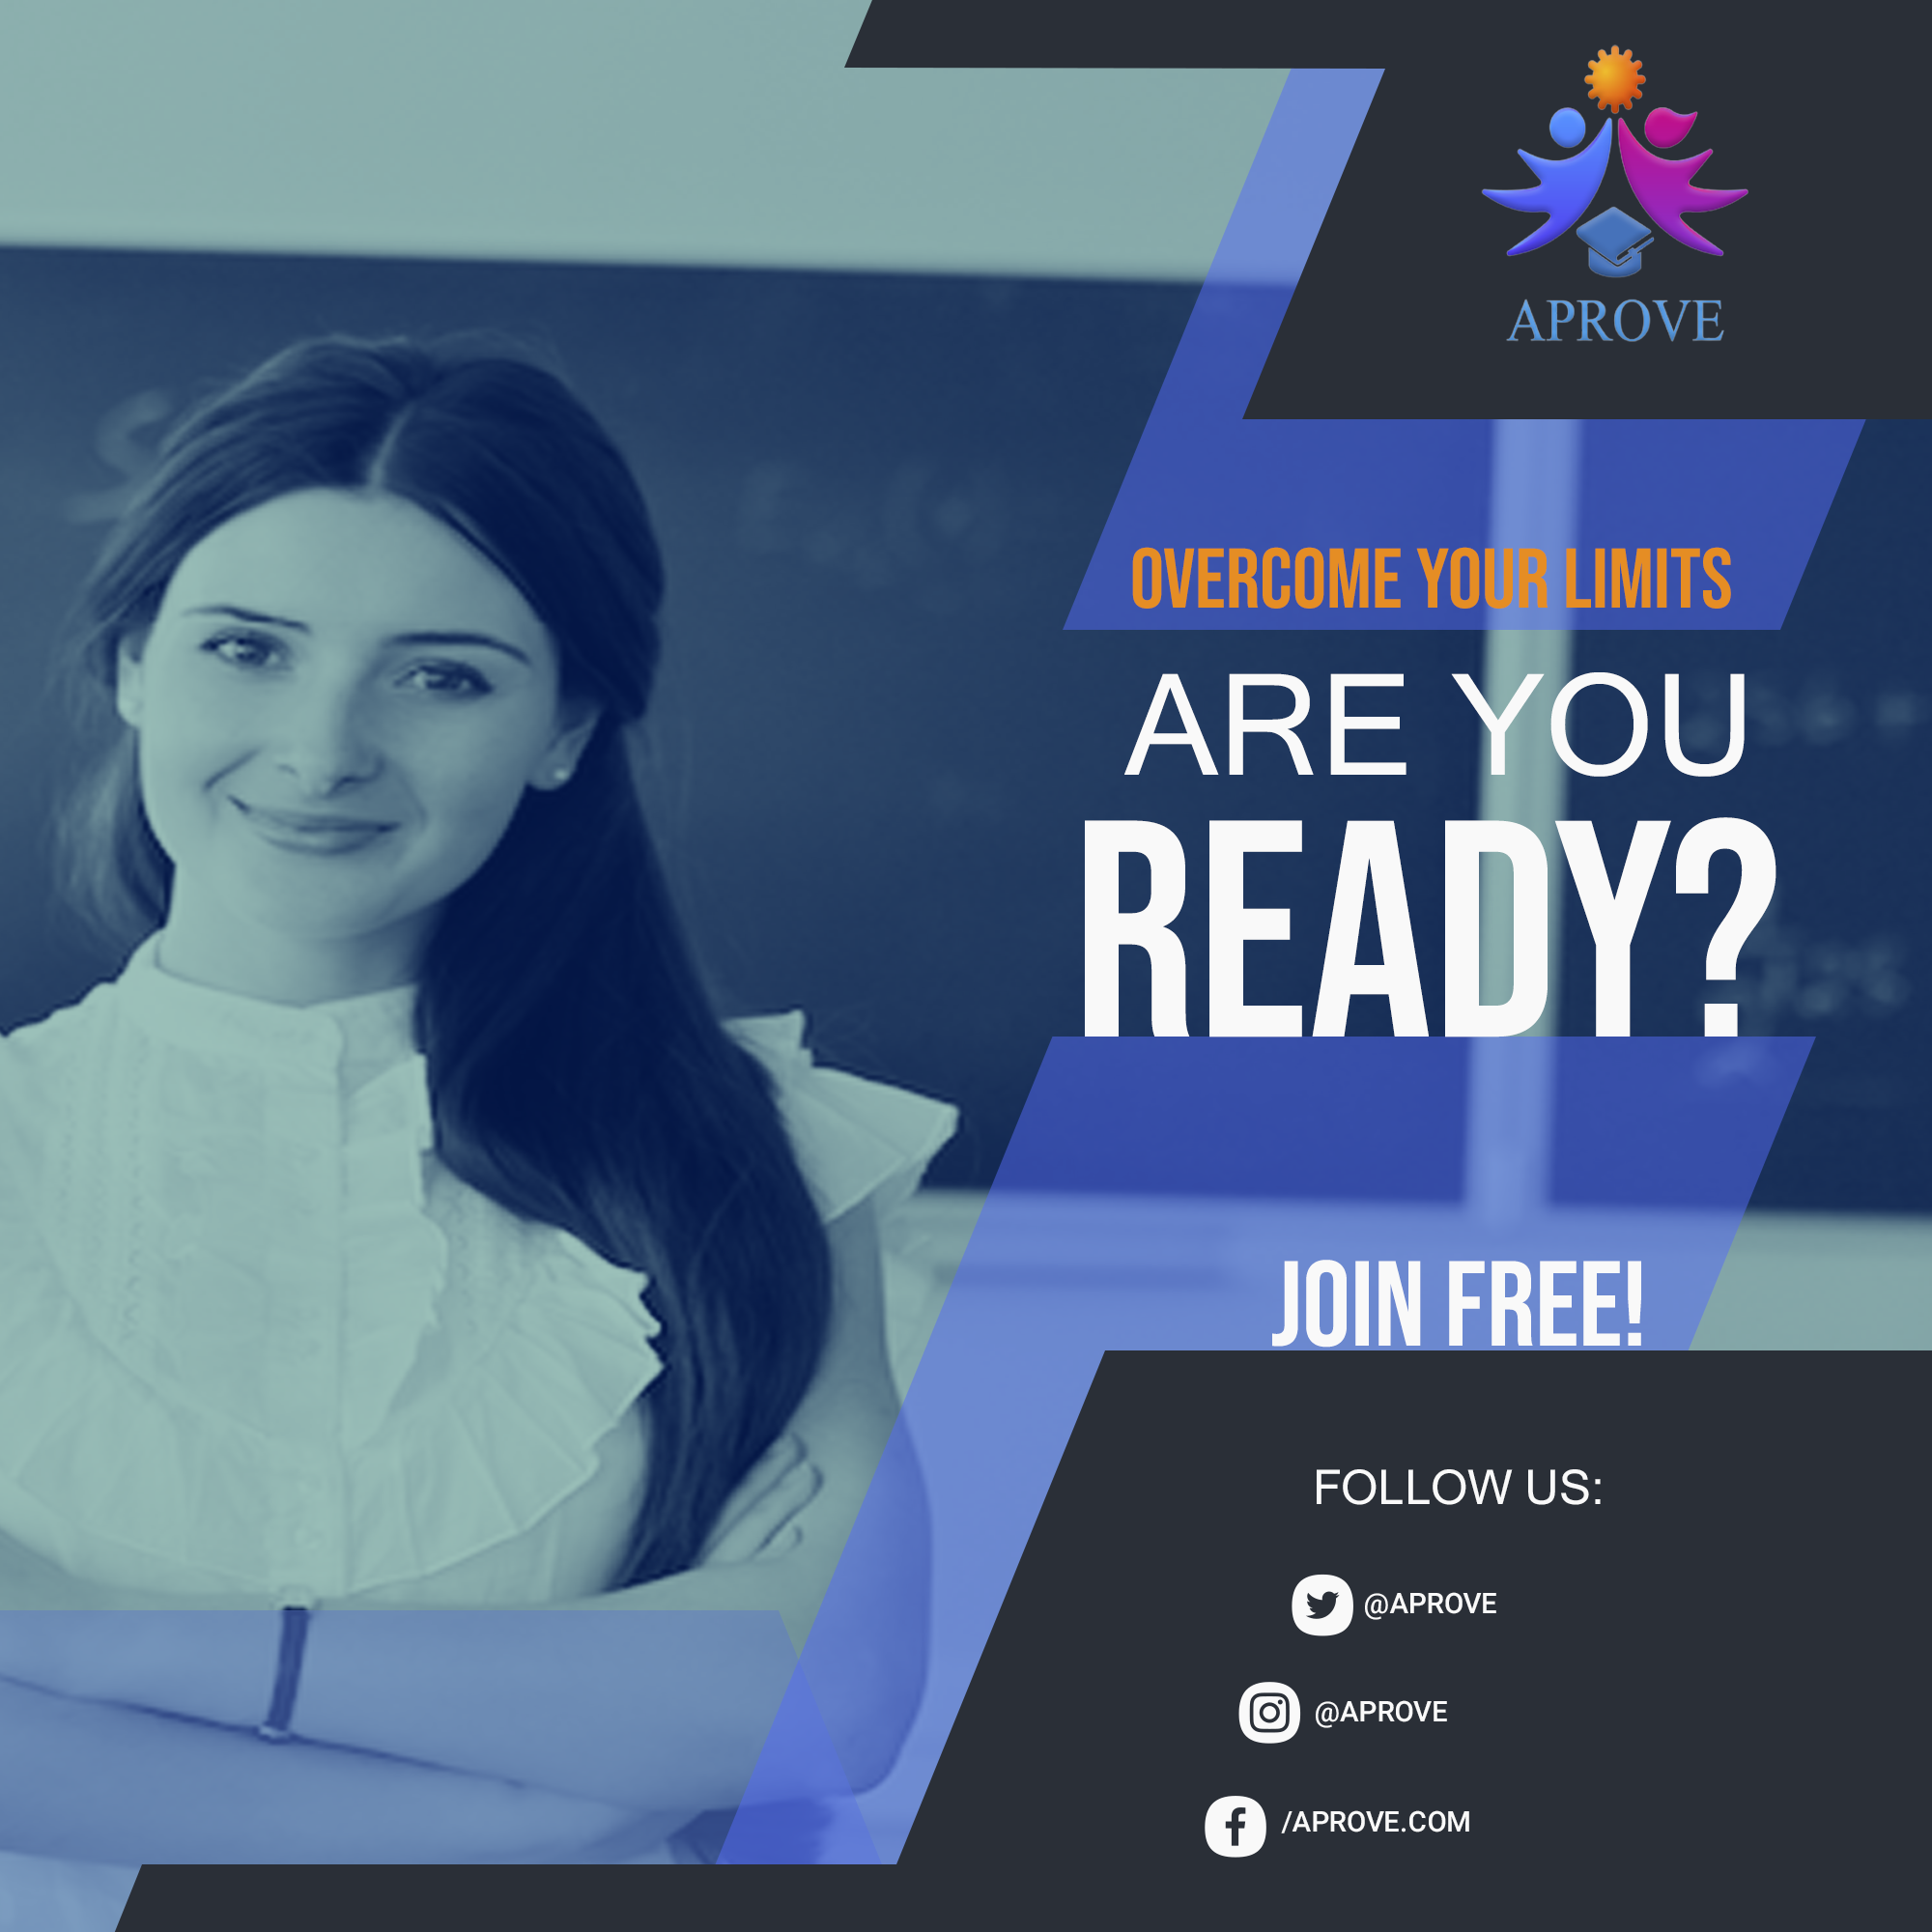 APROVE
OVERCOME YOUR LIMITS
ARE YOU
READY?
JOIN FREE!
FOLLOW US:
@APROVE
@APROVE
/APROVE.COM